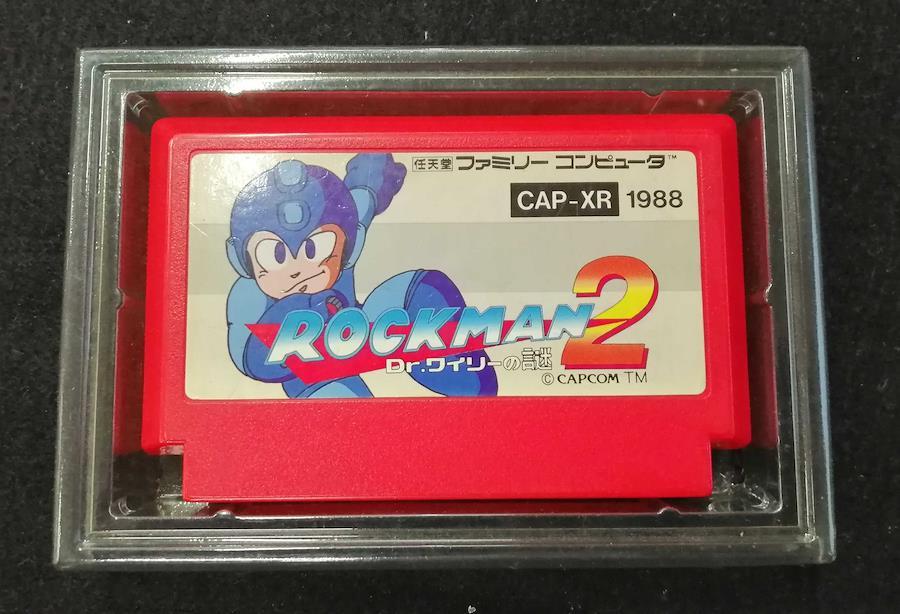 任天堂 ファミリー コンピュータ™
CAP-XR 1988
ROCKMAN 2
Dr.ワイリーの謎
© CAPCOM TM